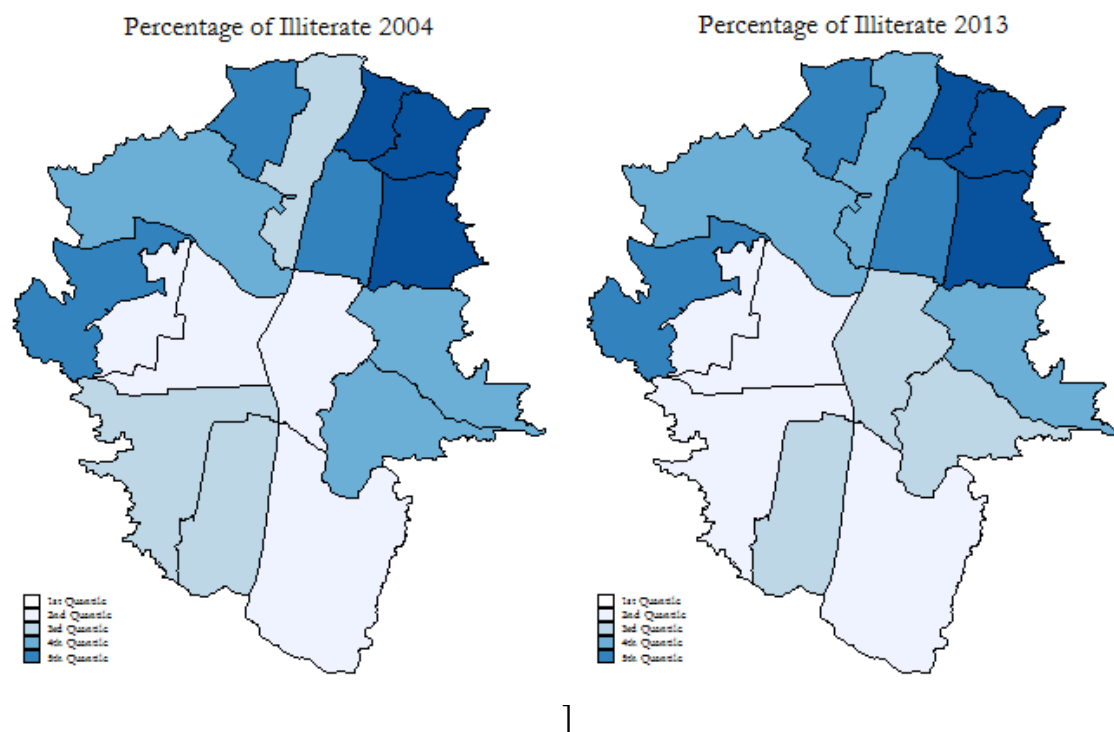 Percentage of Illiterate 2004
Percentage of Illiterate 2013
1st Quantile
2nd Quantile
3rd Quantile
4th Quantile
5th Quantile
1st Quantile
2nd Quantile
3rd Quantile
4th Quantile
5th Quantile
]